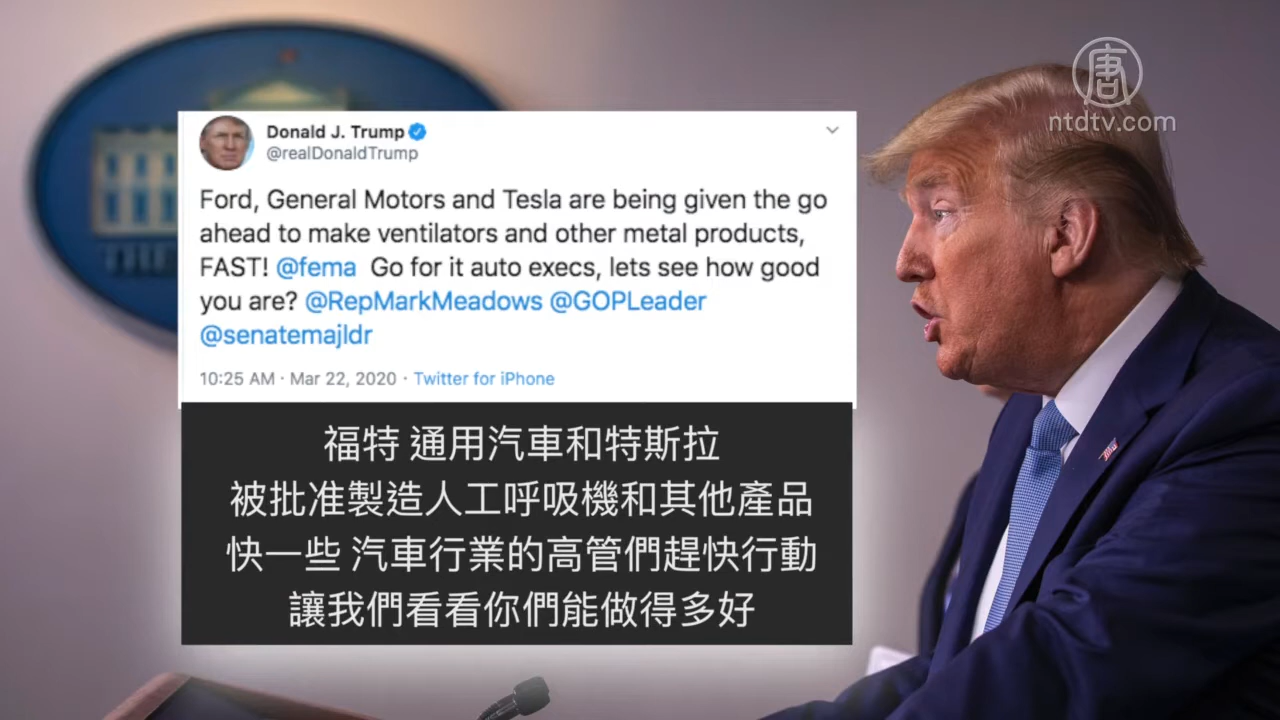 唐
ntdtv.com
Donald J. Trump
@realDonaldTrump
Ford, General Motors and Tesla are being given the go
ahead to make ventilators and other metal products,
FAST! @fema Go for it auto execs, lets see how good
you are? @RepMarkMeadows @GOPLeader
@senatemajldr
10:25 AM · Mar 22, 2020 · Twitter for iPhone
福特 通用汽車和特斯拉
被批准製造人工呼吸機和其他產品
快一些 汽車行業的高管們趕快行動
讓我們看看你們能做得多好